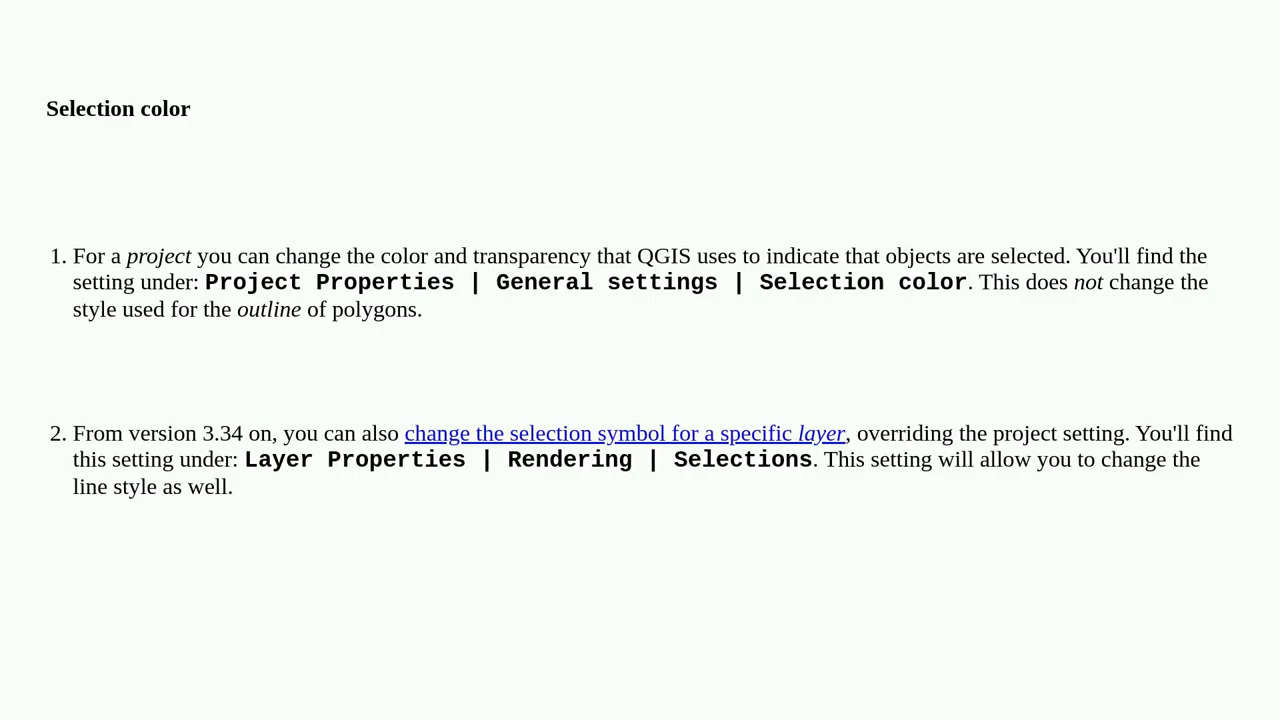 Selection color
1. For a project you can change the color and transparency that QGIS uses to indicate that objects are selected. You'll find the
setting under: Project Properties | General settings | Selection color. This does not change the
style used for the outline of polygons.
2. From version 3.34 on, you can also change the selection symbol for a specific layer, overriding the project setting. You'll find
this setting under: Layer Properties | Rendering | Selections. This setting will allow you to change the
line style as well.